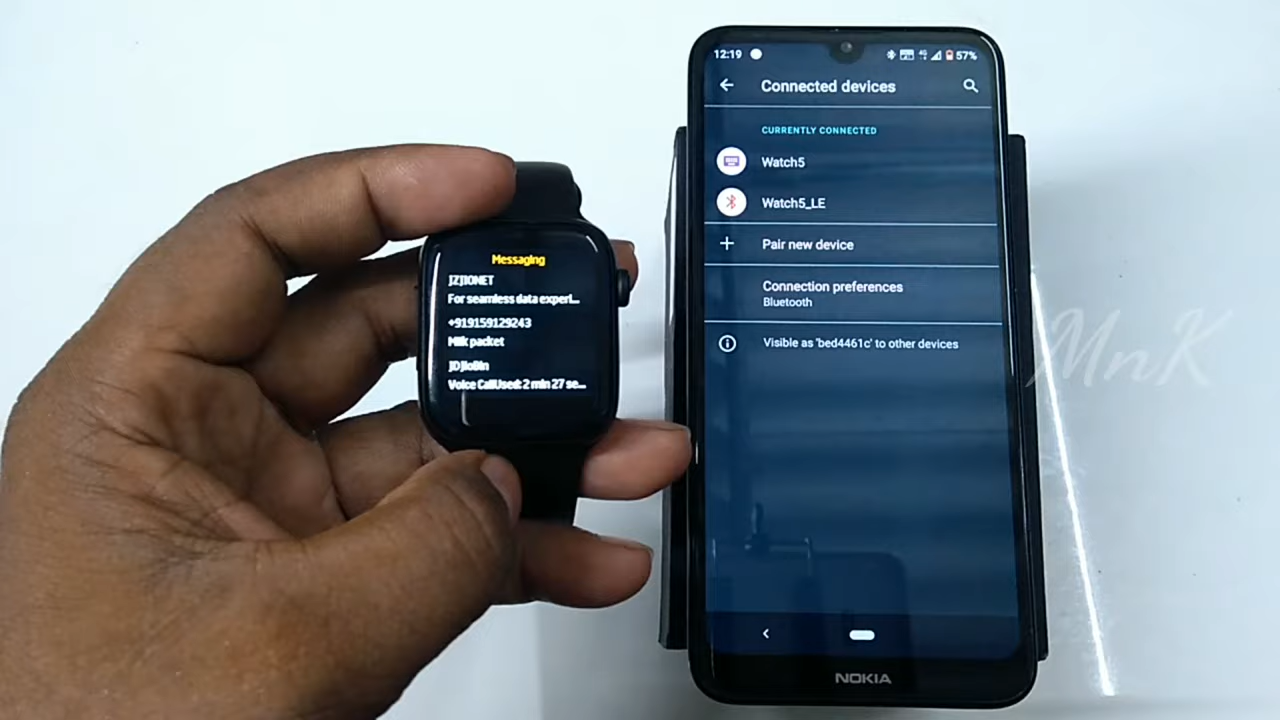 Messaging
JZJIONET
For seamless data experi...
+919159129243
Milk packet
JDJioBin
Voice CallUsed: 2 min 27 se...
12:19
57%
Connected devices
CURRENTLY CONNECTED
Watch5
Watch5_LE
Pair new device
Connection preferences
Bluetooth
Visible as 'bed4461c' to other devices
NOKIA
MnK